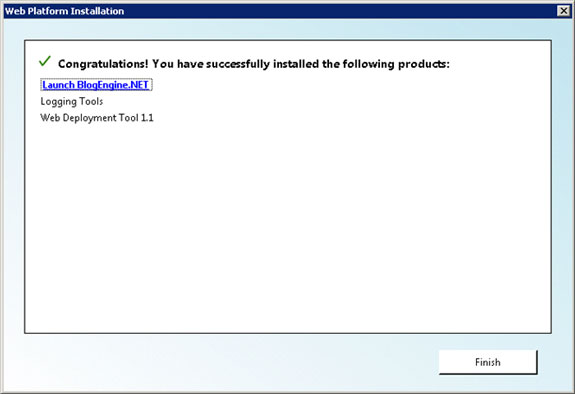 Web Platform Installation
Congratulations! You have successfully installed the following products:
Launch BlogEngine.NET
Logging Tools
Web Deployment Tool 1.1
Finish